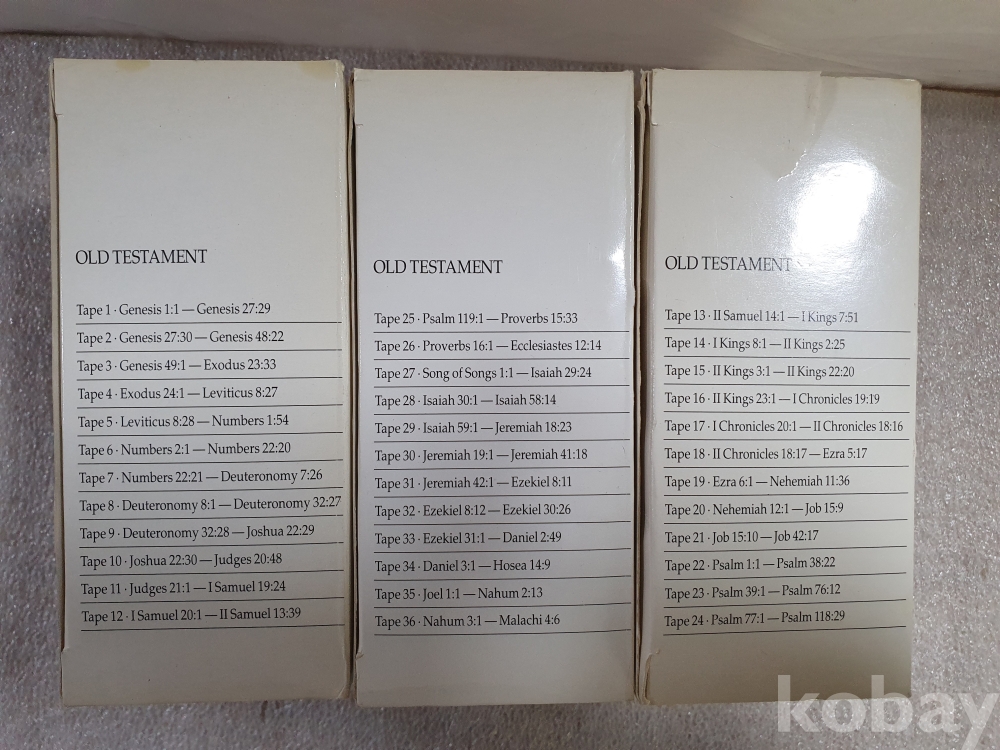 OLD TESTAMENT
Tape 1 · Genesis 1:1 — Genesis 27:29
Tape 2 · Genesis 27:30 — Genesis 48:22
Tape 3 · Genesis 49:1 — Exodus 23:33
Tape 4 · Exodus 24:1 — Leviticus 8:27
Tape 5 · Leviticus 8:28 — Numbers 1:54
Tape 6 · Numbers 2:1 — Numbers 22:20
Tape 7 · Numbers 22:21 — Deuteronomy 7:26
Tape 8 · Deuteronomy 8:1 — Deuteronomy 32:27
Tape 9 · Deuteronomy 32:28 — Joshua 22:29
Tape 10 · Joshua 22:30 — Judges 20:48
Tape 11 · Judges 21:1 — I Samuel 19:24
Tape 12 · I Samuel 20:1 — II Samuel 13:39
OLD TESTAMENT
Tape 25 · Psalm 119:1 — Proverbs 15:33
Tape 26 · Proverbs 16:1 — Ecclesiastes 12:14
Tape 27 · Song of Songs 1:1 — Isaiah 29:24
Tape 28 · Isaiah 30:1 — Isaiah 58:14
Tape 29 · Isaiah 59:1 — Jeremiah 18:23
Tape 30 · Jeremiah 19:1 — Jeremiah 41:18
Tape 31 · Jeremiah 42:1 — Ezekiel 8:11
Tape 32 · Ezekiel 8:12 — Ezekiel 30:26
Tape 33 · Ezekiel 31:1 — Daniel 2:49
Tape 34 · Daniel 3:1 — Hosea 14:9
Tape 35 · Joel 1:1 — Nahum 2:13
Tape 36 · Nahum 3:1 — Malachi 4:6
OLD TESTAMENT
Tape 13 · II Samuel 14:1 — I Kings 7:51
Tape 14 · I Kings 8:1 — II Kings 2:25
Tape 15 · II Kings 3:1 — II Kings 22:20
Tape 16 · II Kings 23:1 — I Chronicles 19:19
Tape 17 · I Chronicles 20:1 — II Chronicles 18:16
Tape 18 · II Chronicles 18:17 — Ezra 5:17
Tape 19 · Ezra 6:1 — Nehemiah 11:36
Tape 20 · Nehemiah 12:1 — Job 15:9
Tape 21 · Job 15:10 — Job 42:17
Tape 22 · Psalm 1:1 — Psalm 38:22
Tape 23 · Psalm 39:1 — Psalm 76:12
Tape 24 · Psalm 77:1 — Psalm 118:29
kobay